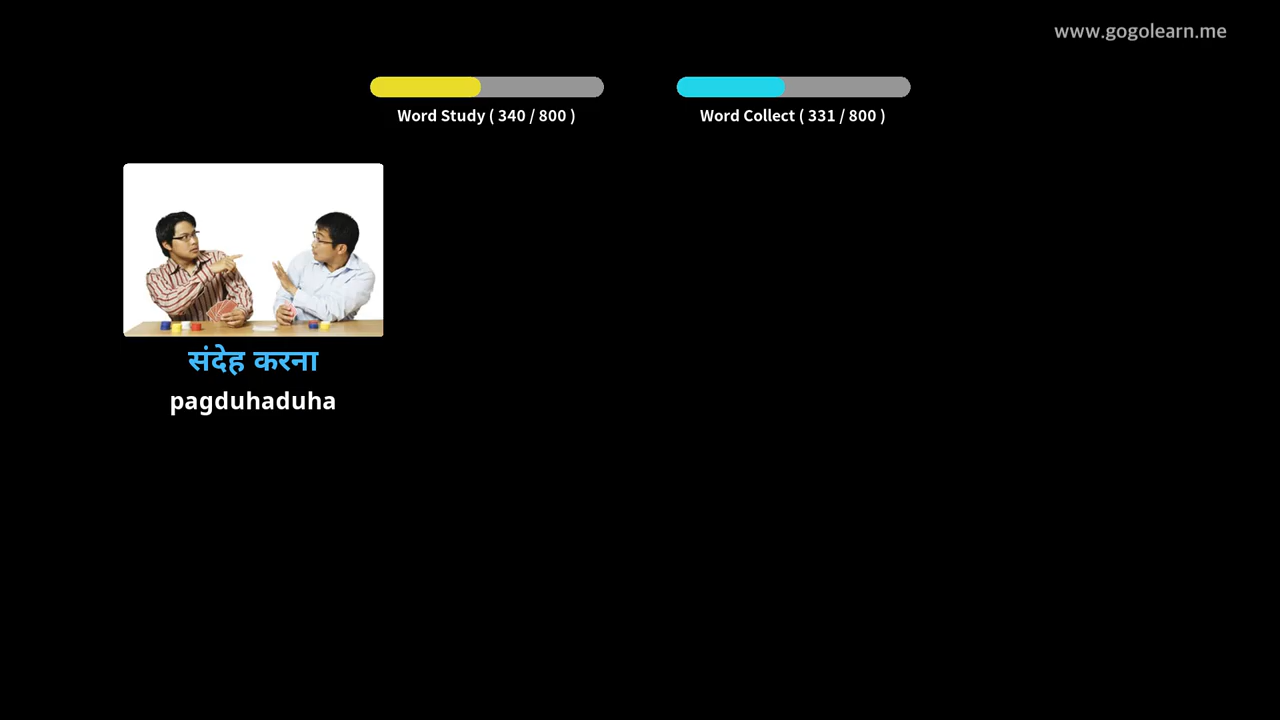 www.gogolearn.me
Word Study ( 340 / 800 )
Word Collect ( 331 / 800 )
संदेह करना
pagduhaduha